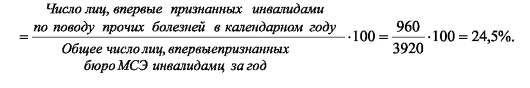 Число лиц, впервые признанных инвалидами
по поводу прочих болезней в календарном году
= ·100 = 960/3920 ·100 = 24,5%.
Общее число лиц, впервыепризнанных
бюро МСЭ инвалидамц за год